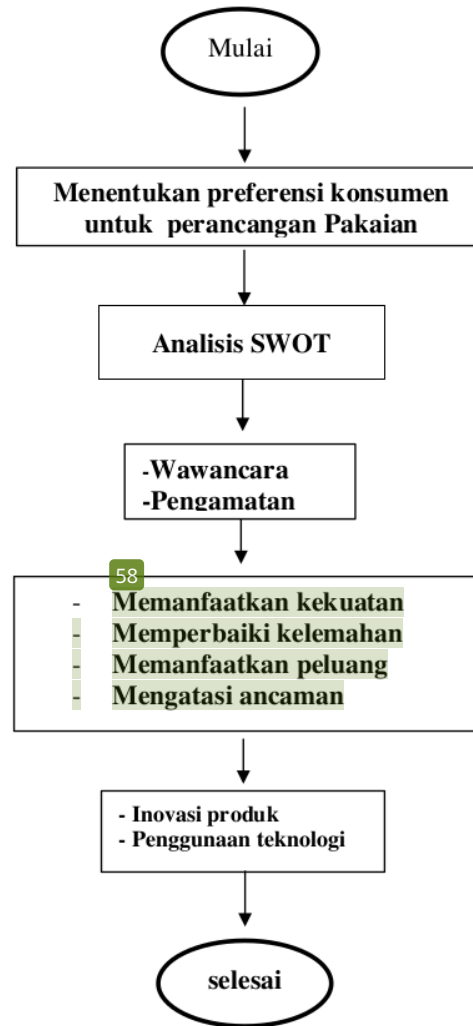 Mulai
Menentukan preferensi konsumen
untuk perancangan Pakaian
Analisis SWOT
-Wawancara
-Pengamatan
58
- Memanfaatkan kekuatan
- Memperbaiki kelemahan
- Memanfaatkan peluang
- Mengatasi ancaman
- Inovasi produk
- Penggunaan teknologi
selesai